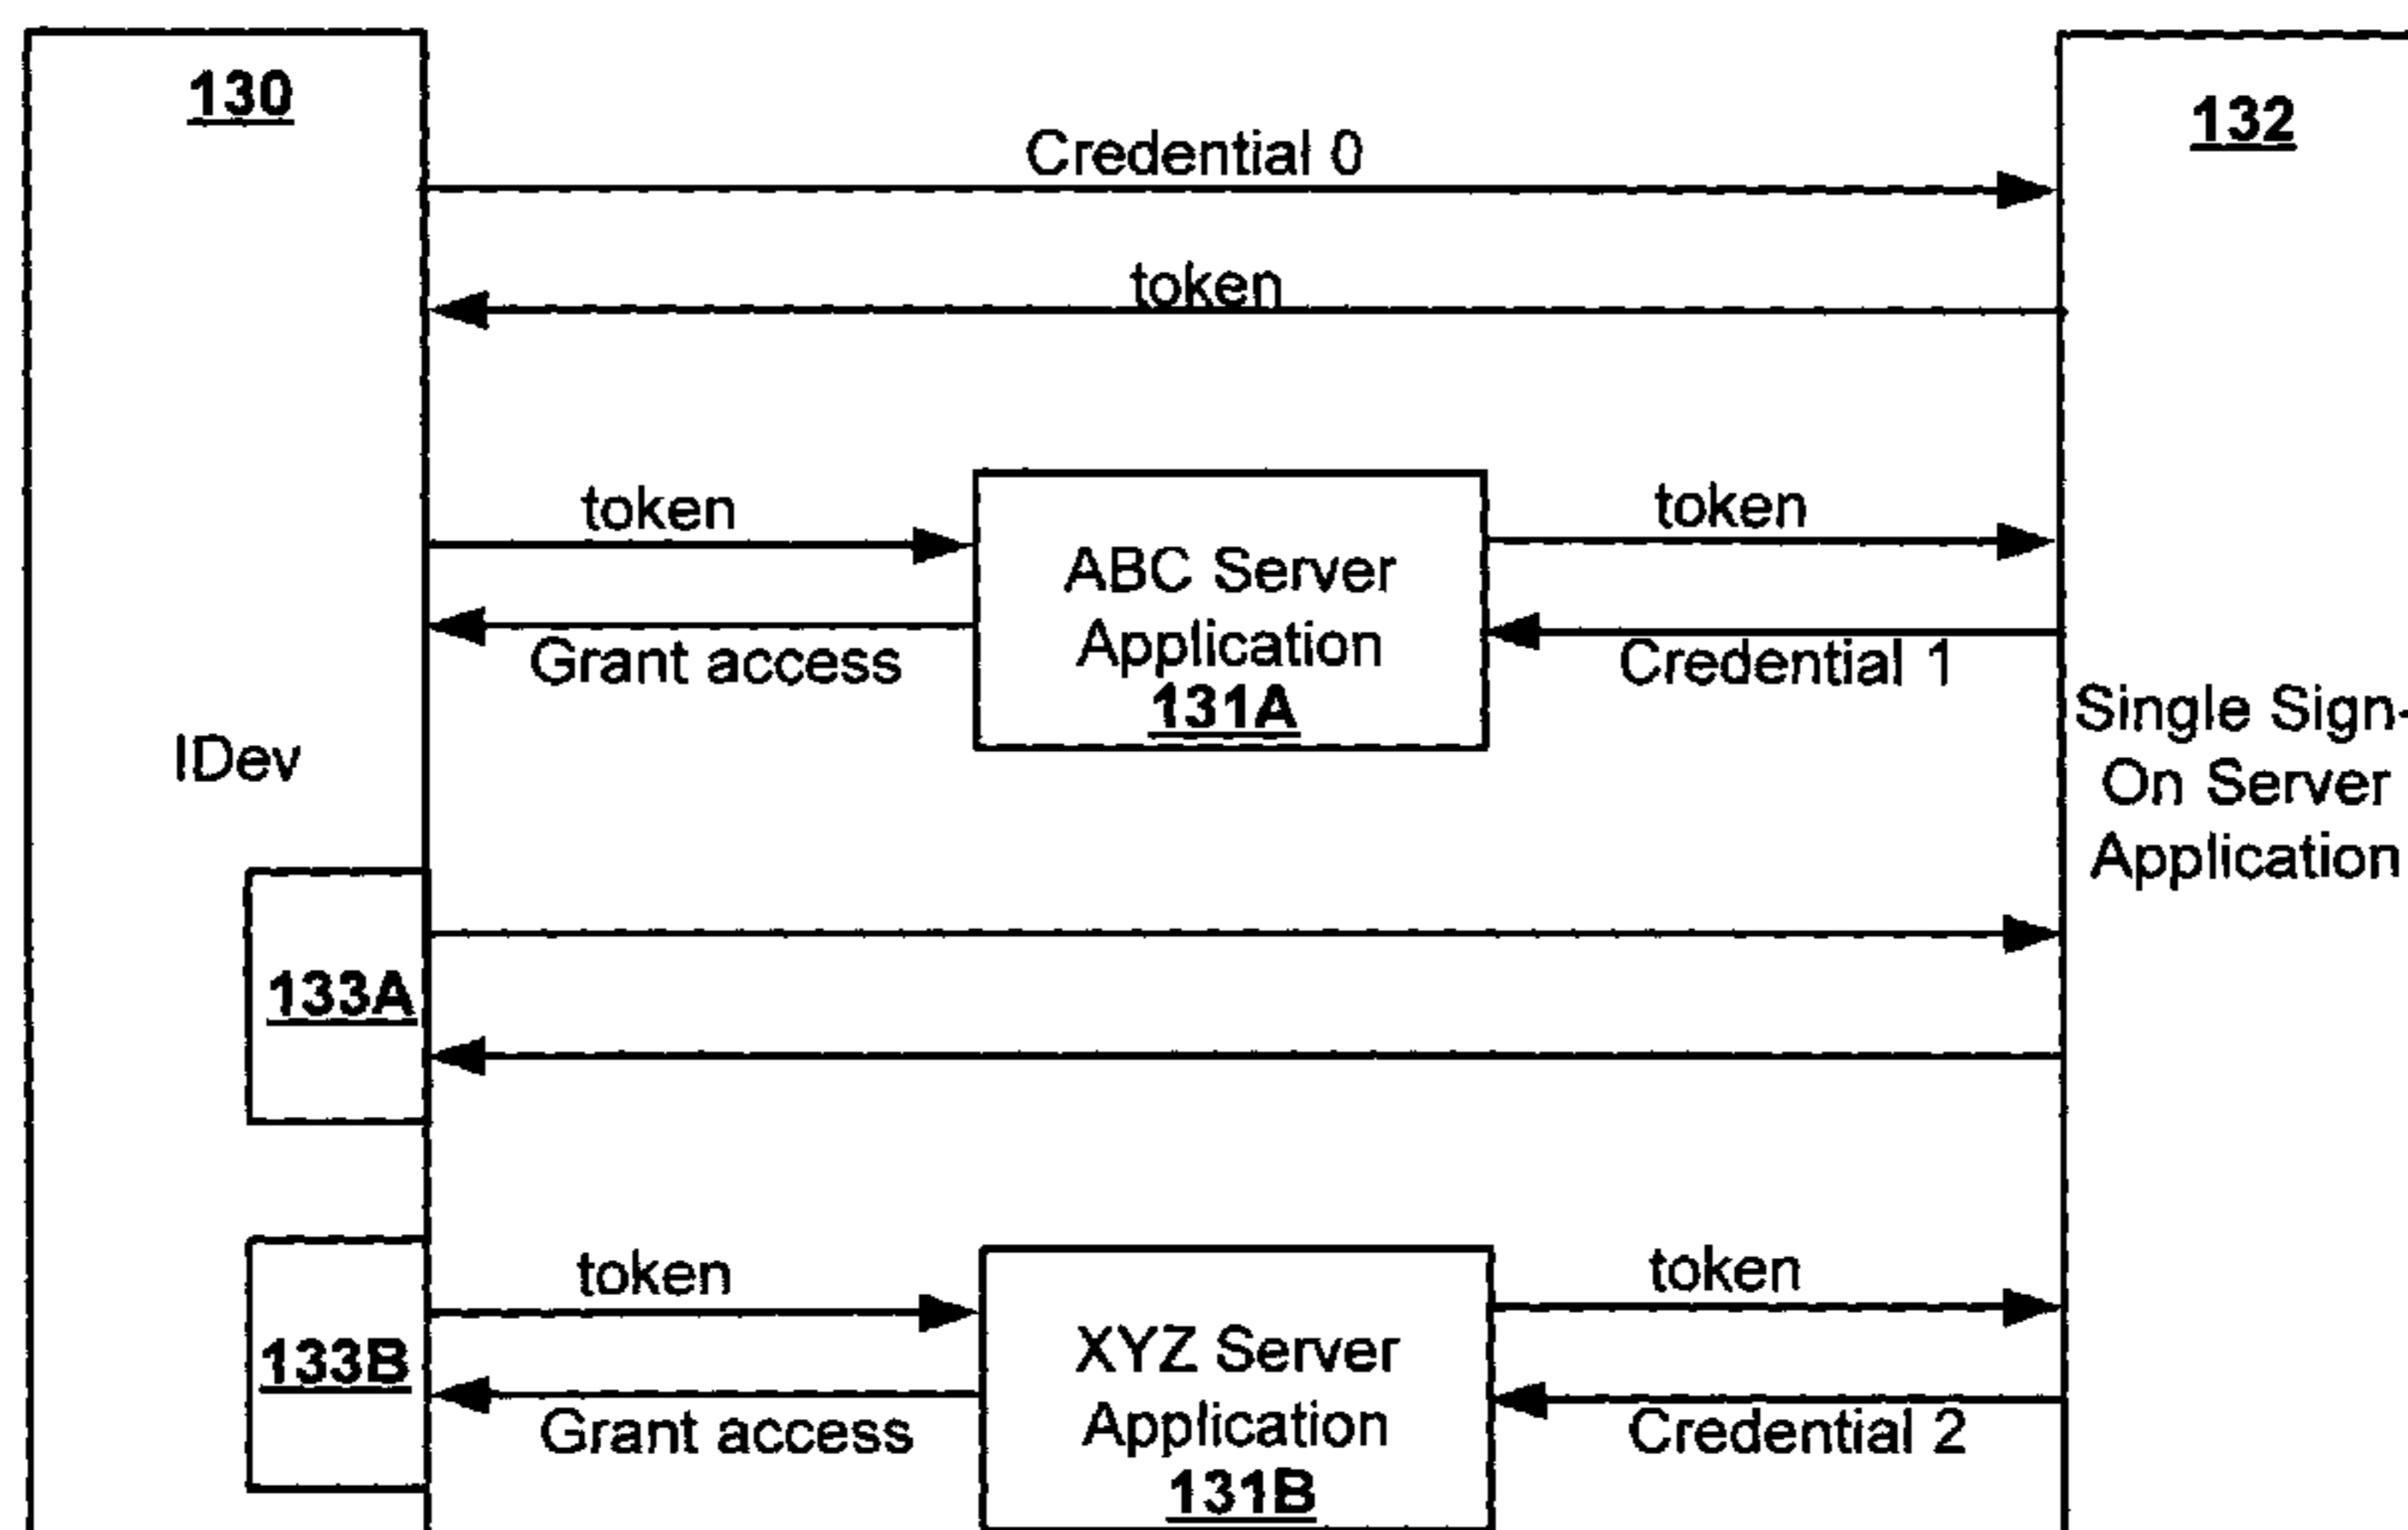 130
132
Credential 0
token
token
token
ABC Server
Application
131A
Grant access
Credential 1
IDev
Single Sign-
On Server
Application
133A
133B
token
token
XYZ Server
Application
131B
Grant access
Credential 2